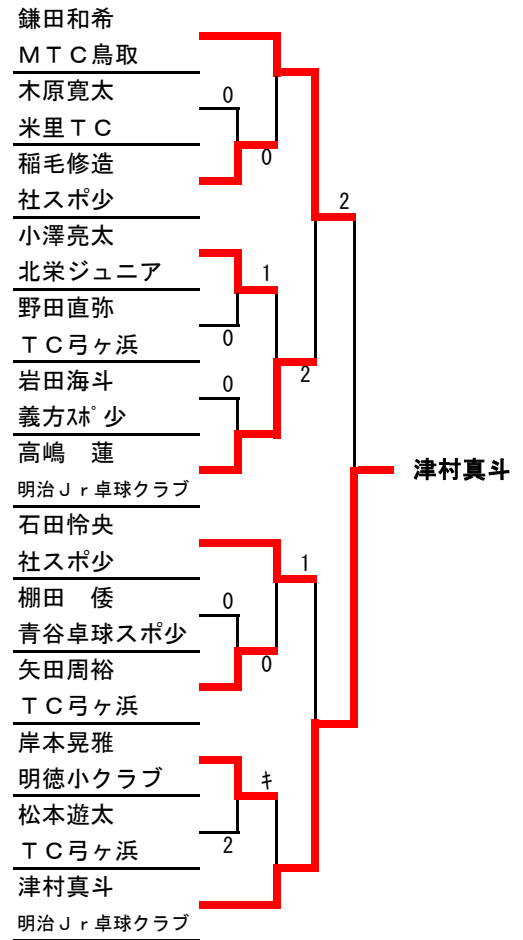 鎌田和希
ＭＴＣ鳥取
木原寛太
0
米里ＴＣ
稲毛修造
0
社スポ少
2
小澤亮太
北栄ジュニア
1
野田直弥
ＴＣ弓ヶ浜
0
岩田海斗
0
2
義方ｽﾎﾟ少
高嶋　蓮
津村真斗
明治Ｊｒ卓球クラブ
石田怜央
社スポ少
1
棚田　倭
0
青谷卓球スポ少
矢田周裕
0
ＴＣ弓ヶ浜
岸本晃雅
明徳小クラブ
キ
松本遊太
ＴＣ弓ヶ浜
2
津村真斗
明治Ｊｒ卓球クラブ